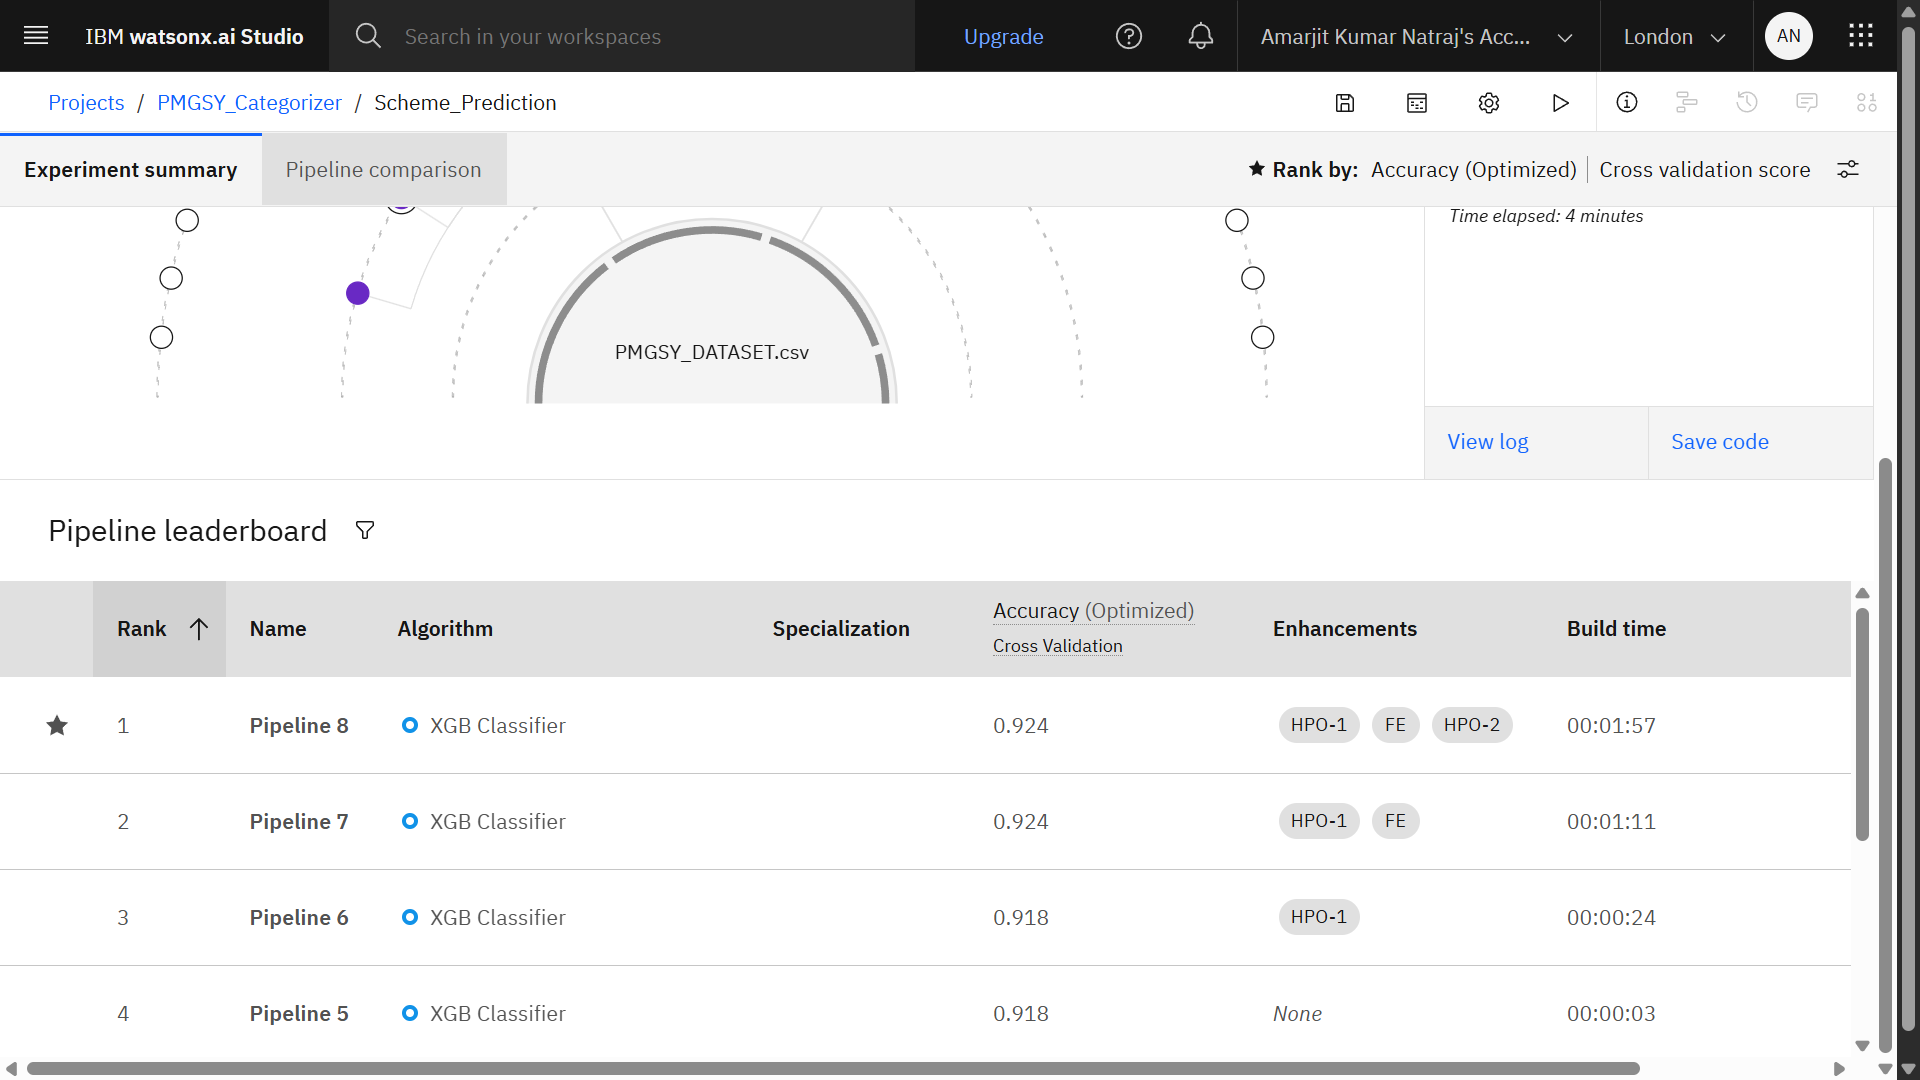 IBM watsonx.ai Studio
Search in your workspaces
Upgrade
Amarjit Kumar Natraj's Acc...
London
AN
Projects / PMGSY_Categorizer / Scheme_Prediction
Experiment summary
Pipeline comparison
Rank by: Accuracy (Optimized) | Cross validation score
Time elapsed: 4 minutes
PMGSY_DATASET.csv
View log
Save code
Pipeline leaderboard
Rank Name Algorithm Specialization Accuracy (Optimized) Enhancements Build time
Cross Validation
1 Pipeline 8 XGB Classifier 0.924 HPO-1 FE HPO-2 00:01:57
2 Pipeline 7 XGB Classifier 0.924 HPO-1 FE 00:01:11
3 Pipeline 6 XGB Classifier 0.918 HPO-1 00:00:24
4 Pipeline 5 XGB Classifier 0.918 None 00:00:03